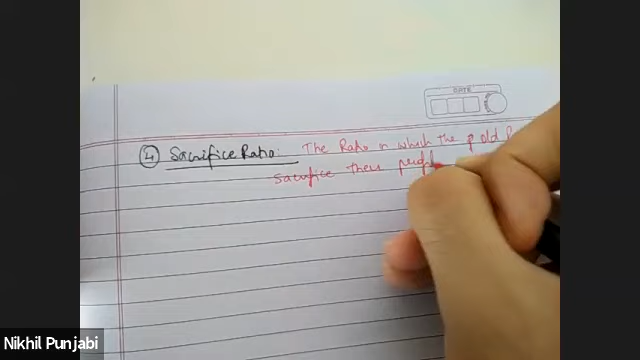 DATE
4 Sacrifice Ratio: The Ratio in which the old
sacrifice their
Nikhil Punjabi